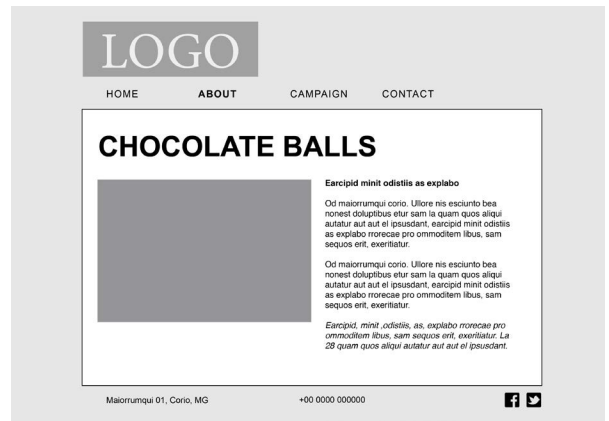 LOGO
HOME ABOUT CAMPAIGN CONTACT
CHOCOLATE BALLS
Earcipid minit odistiis as explabo
Od maiorrumqui corio. Ullore nis esciunto bea
nonest doluptibus etur sam la quam quos aliqui
autatur aut aut el ipsusdant, earcipid minit odistiis
as explabo rrorecae pro ommoditem libus, sam
sequos erit, exeritiatur.
Od maiorrumqui corio. Ullore nis esciunto bea
nonest doluptibus etur sam la quam quos aliqui
autatur aut aut el ipsusdant, earcipid minit odistiis
as explabo rrorecae pro ommoditem libus, sam
sequos erit, exeritiatur.
Earcipid, minit ,odistiis, as, explabo rrorecae pro
ommoditem libus, sam sequos erit, exeritiatur. La
28 quam quos aliqui autatur aut aut el ipsusdant.
Maiorrumqui 01, Corio, MG +00 0000 000000